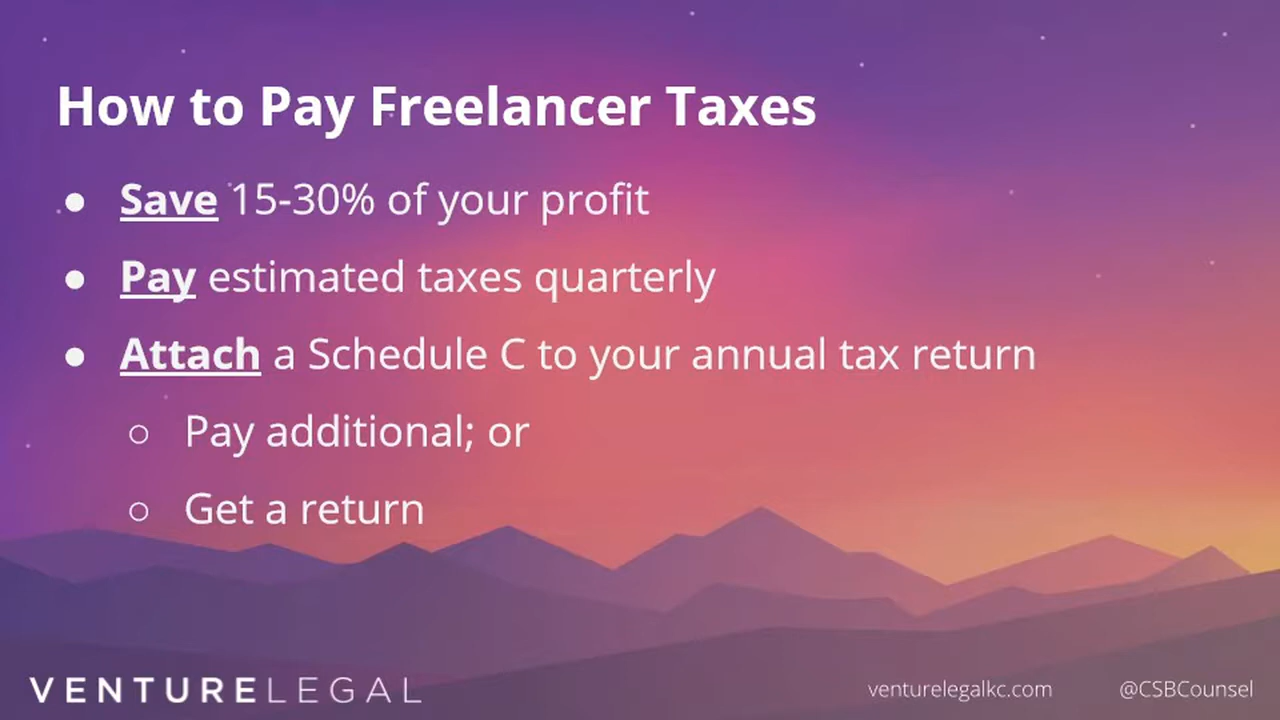 How to Pay Freelancer Taxes
● Save 15-30% of your profit
● Pay estimated taxes quarterly
● Attach a Schedule C to your annual tax return
○ Pay additional; or
○ Get a return
VENTURELEGAL
venturelegalkc.com
@CSBCounsel